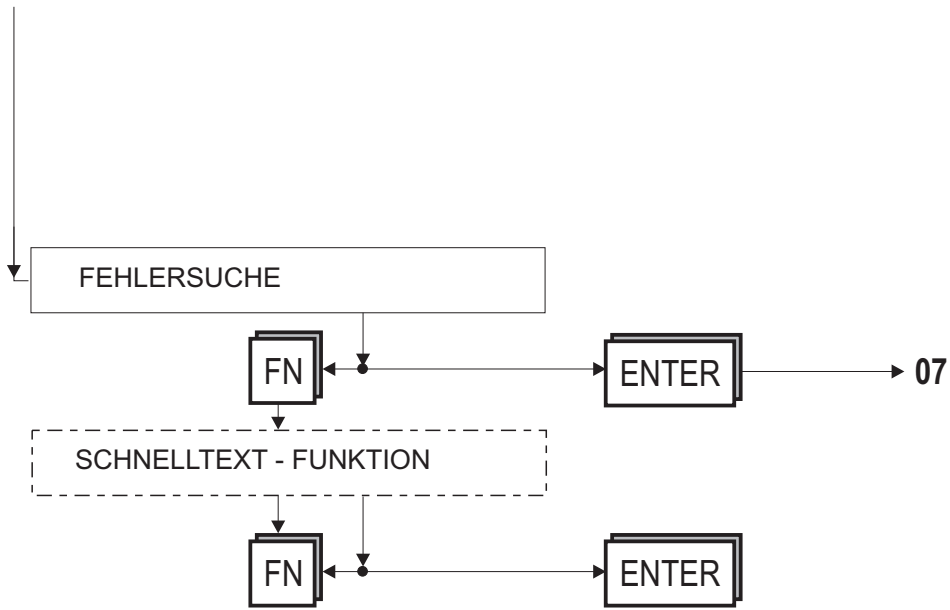 FEHLERSUCHE
FN ENTER 07
SCHNELLTEXT - FUNKTION
FN ENTER